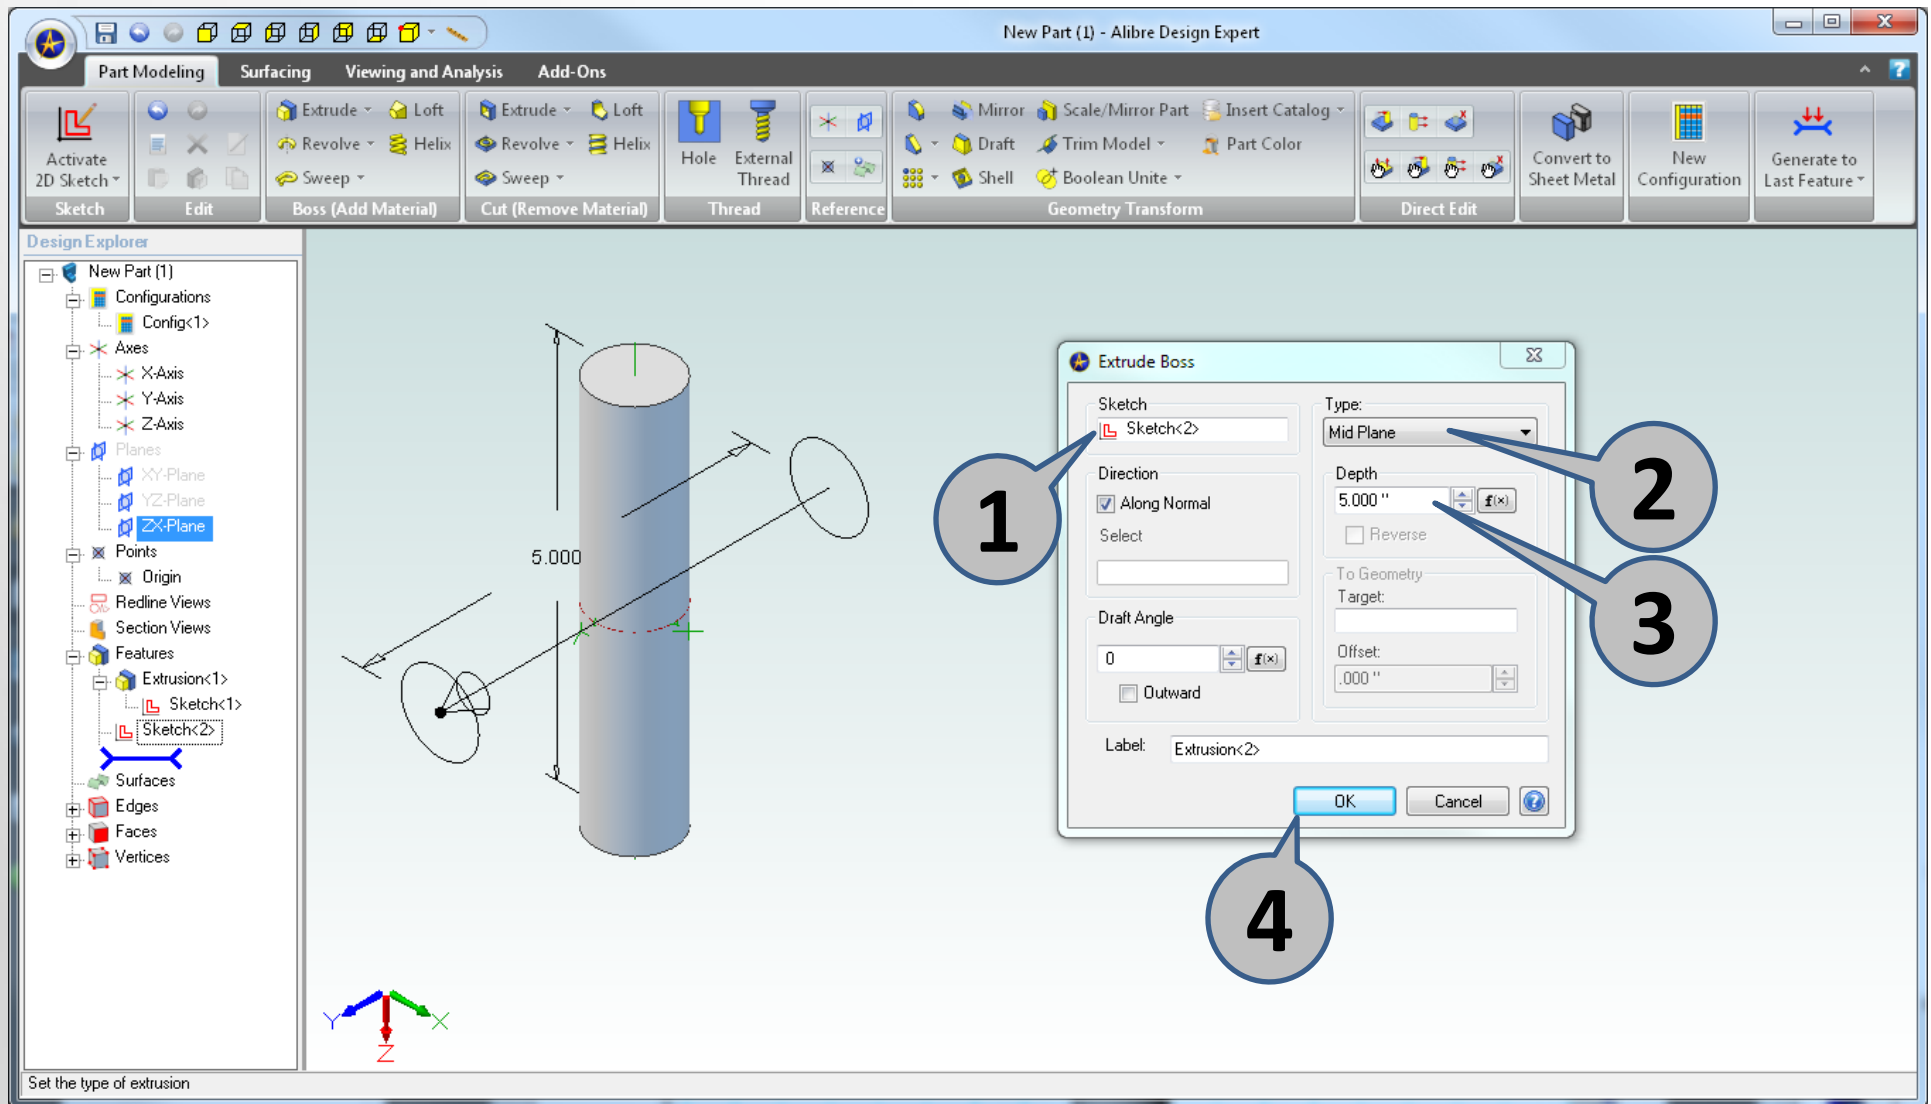 New Part (1) - Alibre Design Expert
Part Modeling Surfacing Viewing and Analysis Add-Ons
Activate
2D Sketch
Sketch
Edit
Extrude Loft
Revolve Helix
Sweep
Boss (Add Material)
Extrude Loft
Revolve Helix
Sweep
Cut (Remove Material)
Hole
External
Thread
Thread
Reference
Mirror Scale/Mirror Part Insert Catalog
Draft Trim Model Part Color
Shell Boolean Unite
Geometry Transform
Direct Edit
Convert to
Sheet Metal
New
Configuration
Generate to
Last Feature
Design Explorer
New Part (1)
Configurations
Config<1>
Axes
X-Axis
Y-Axis
Z-Axis
Planes
XY-Plane
YZ-Plane
ZX-Plane
Points
Origin
Redline Views
Section Views
Features
Extrusion<1>
Sketch<1>
Sketch<2>
Surfaces
Edges
Faces
Vertices
5.000
Y
X
Z
Extrude Boss
Sketch
Sketch<2>
Direction
Along Normal
Select
Draft Angle
0
f(x)
Outward
Type:
Mid Plane
Depth
5.000 "
f(x)
Reverse
To Geometry
Target:
Offset:
.000 "
Label:
Extrusion<2>
OK
Cancel
1
2
3
4
Set the type of extrusion